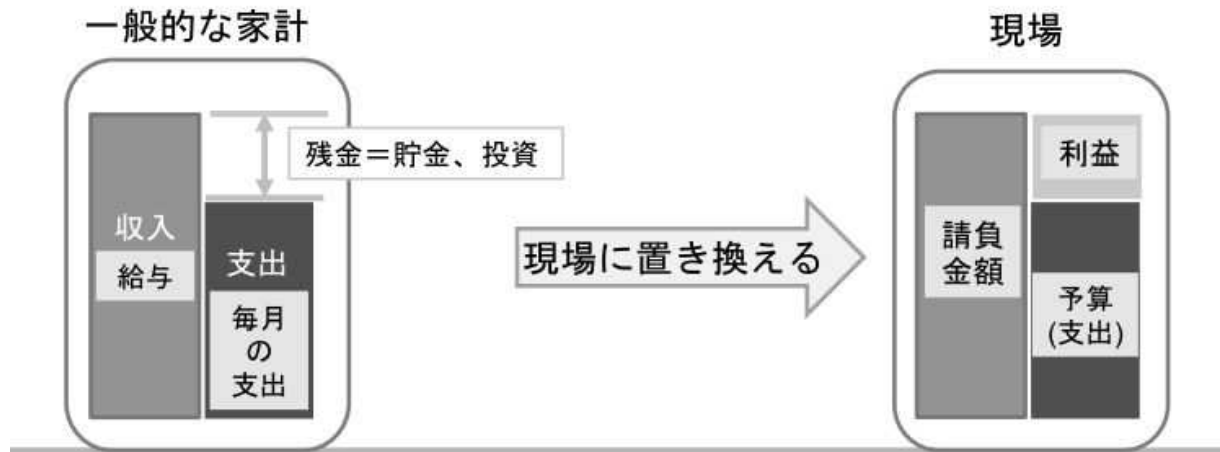 一般的な家計
現場
残金＝貯金、投資
収入
給与
支出
毎月
の
支出
現場に置き換える
請負
金額
利益
予算
(支出)